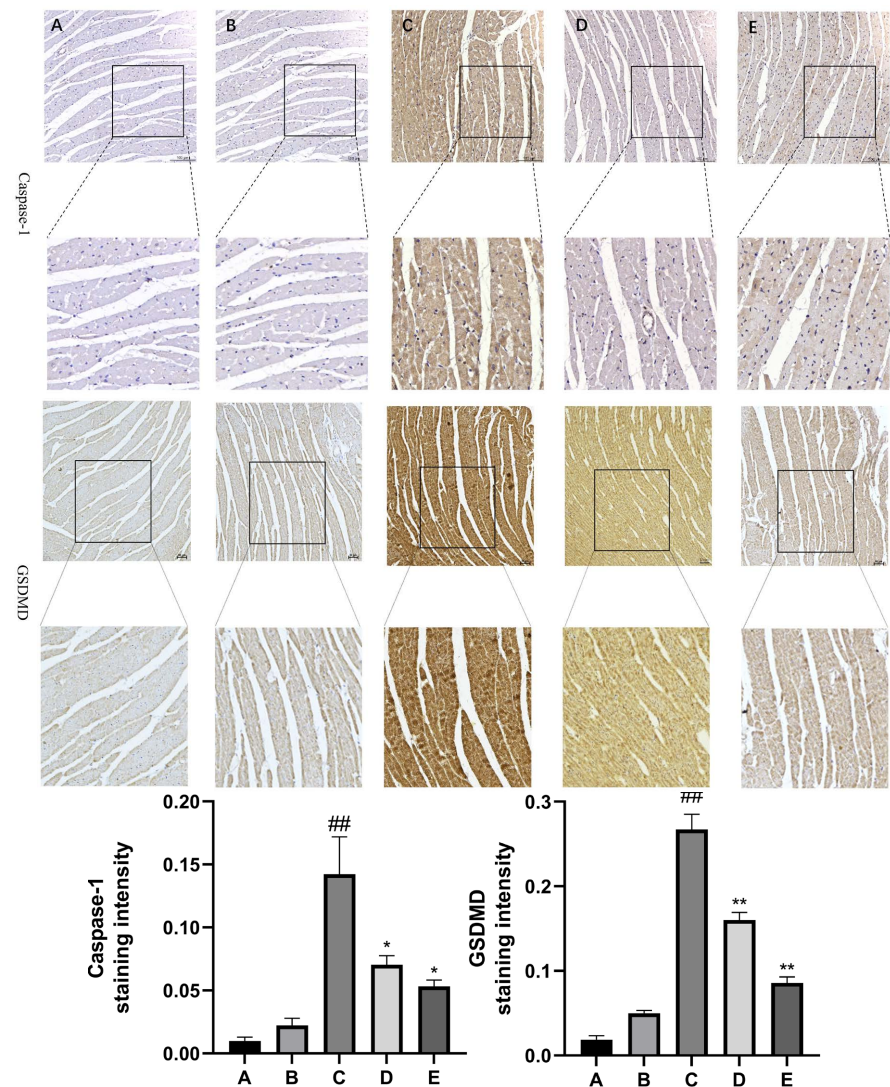 A B C D E
Caspase-1
GSDMD
Caspase-1
staining intensity
0.20
0.15
0.10
0.05
0.00
##
*
*
A B C D E
GSDMD
staining intensity
0.3
0.2
0.1
0.0
##
**
**
A B C D E